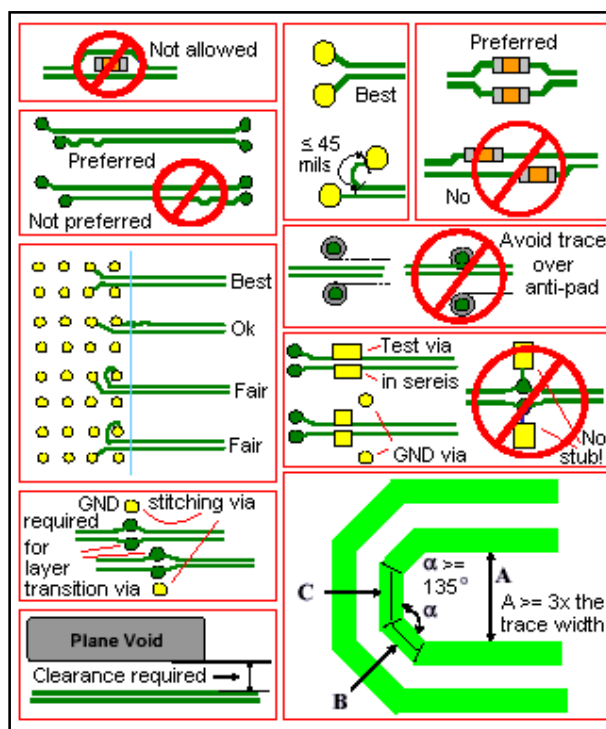 Not allowed
Preferred
Not preferred
Best
≤ 45
mils
Preferred
No
Avoid trace
over
anti-pad
Best
Ok
Fair
Fair
Test via
in sereis
GND via
No
stub!
GND stitching via
required
for
layer
transition via
Plane Void
Clearance required
α >=
135°
α
A
A >= 3x the
trace width
C
B